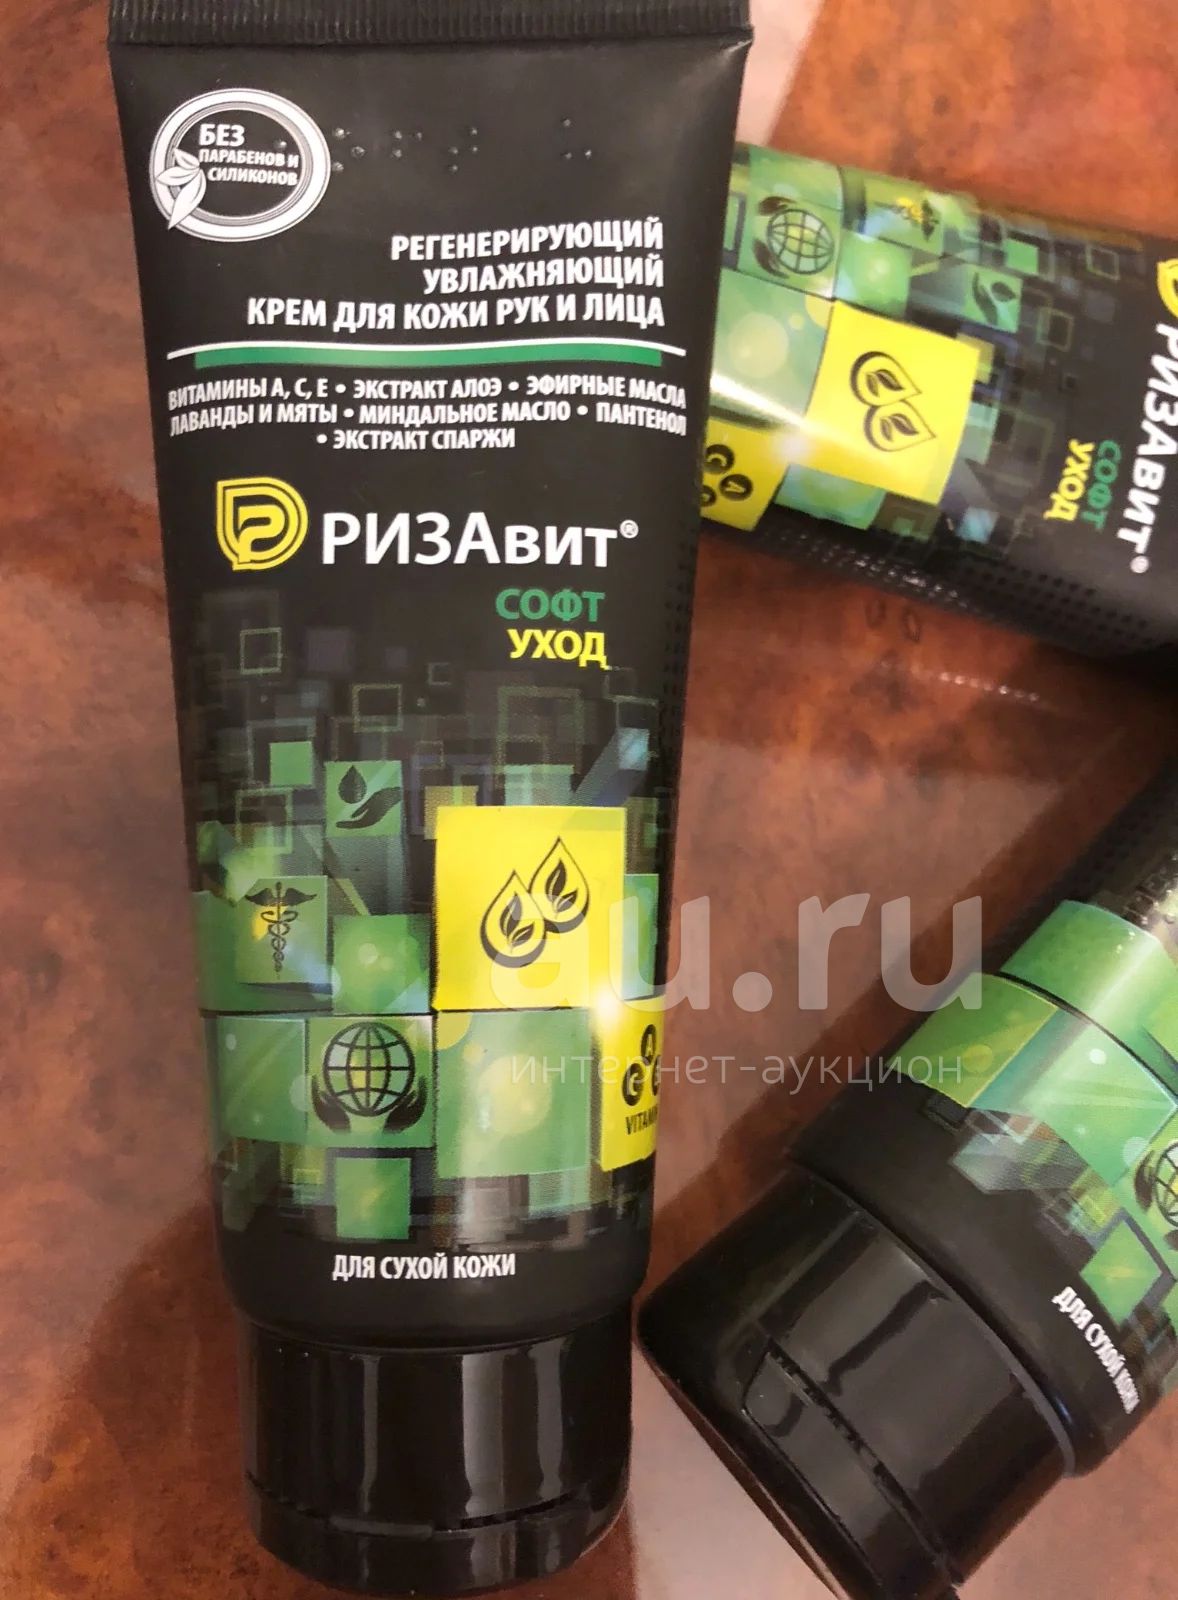 БЕЗ
ПАРАБЕНОВ И
СИЛИКОНОВ
РЕГЕНЕРИРУЮЩИЙ
УВЛАЖНЯЮЩИЙ
КРЕМ ДЛЯ КОЖИ РУК И ЛИЦА
ВИТАМИНЫ А, С, Е • ЭКСТРАКТ АЛОЭ • ЭФИРНЫЕ МАСЛА
ЛАВАНДЫ И МЯТЫ • МИНДАЛЬНОЕ МАСЛО • ПАНТЕНОЛ
• ЭКСТРАКТ СПАРЖИ
РИЗАвит®
СОФТ
УХОД
A
C
VITAMIN
ДЛЯ СУХОЙ КОЖИ
РИЗАвит®
СОФТ
УХОД
ДЛЯ СУХОЙ КОЖИ
au.ru
интернет-аукцион